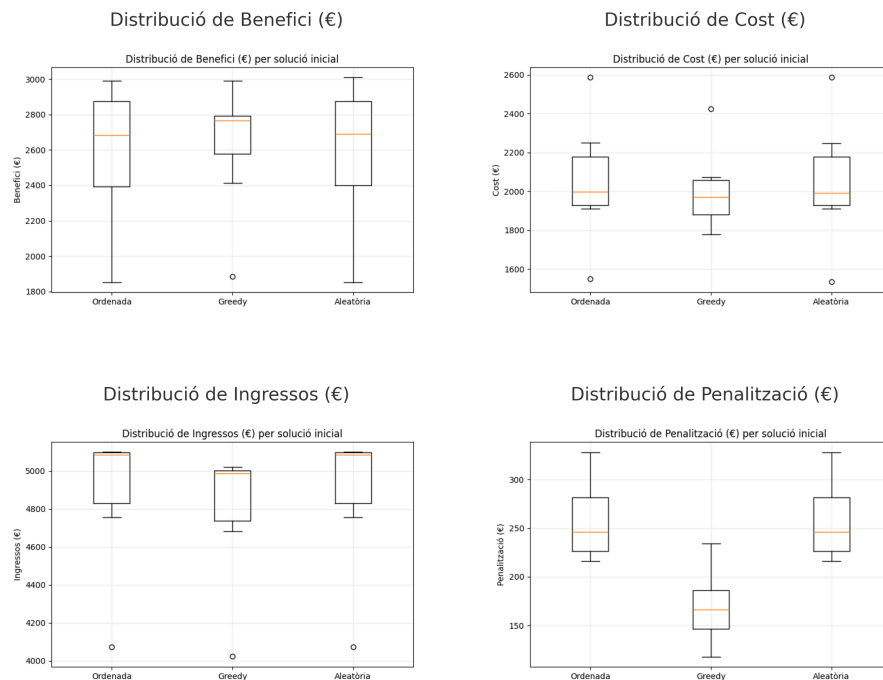 Distribució de Benefici (€)
Distribució de Benefici (€) per solució inicial
3000
2800
2600
2400
2200
2000
1800
Benefici (€)
Ordenada
Greedy
Aleatòria
Distribució de Cost (€)
Distribució de Cost (€) per solució inicial
2600
2400
2200
2000
1800
1600
Cost (€)
Ordenada
Greedy
Aleatòria
Distribució de Ingressos (€)
Distribució de Ingressos (€) per solució inicial
5000
4800
4600
4400
4200
4000
Ingressos (€)
Ordenada
Greedy
Aleatòria
Distribució de Penalització (€)
Distribució de Penalització (€) per solució inicial
300
250
200
150
Penalització (€)
Ordenada
Greedy
Aleatòria